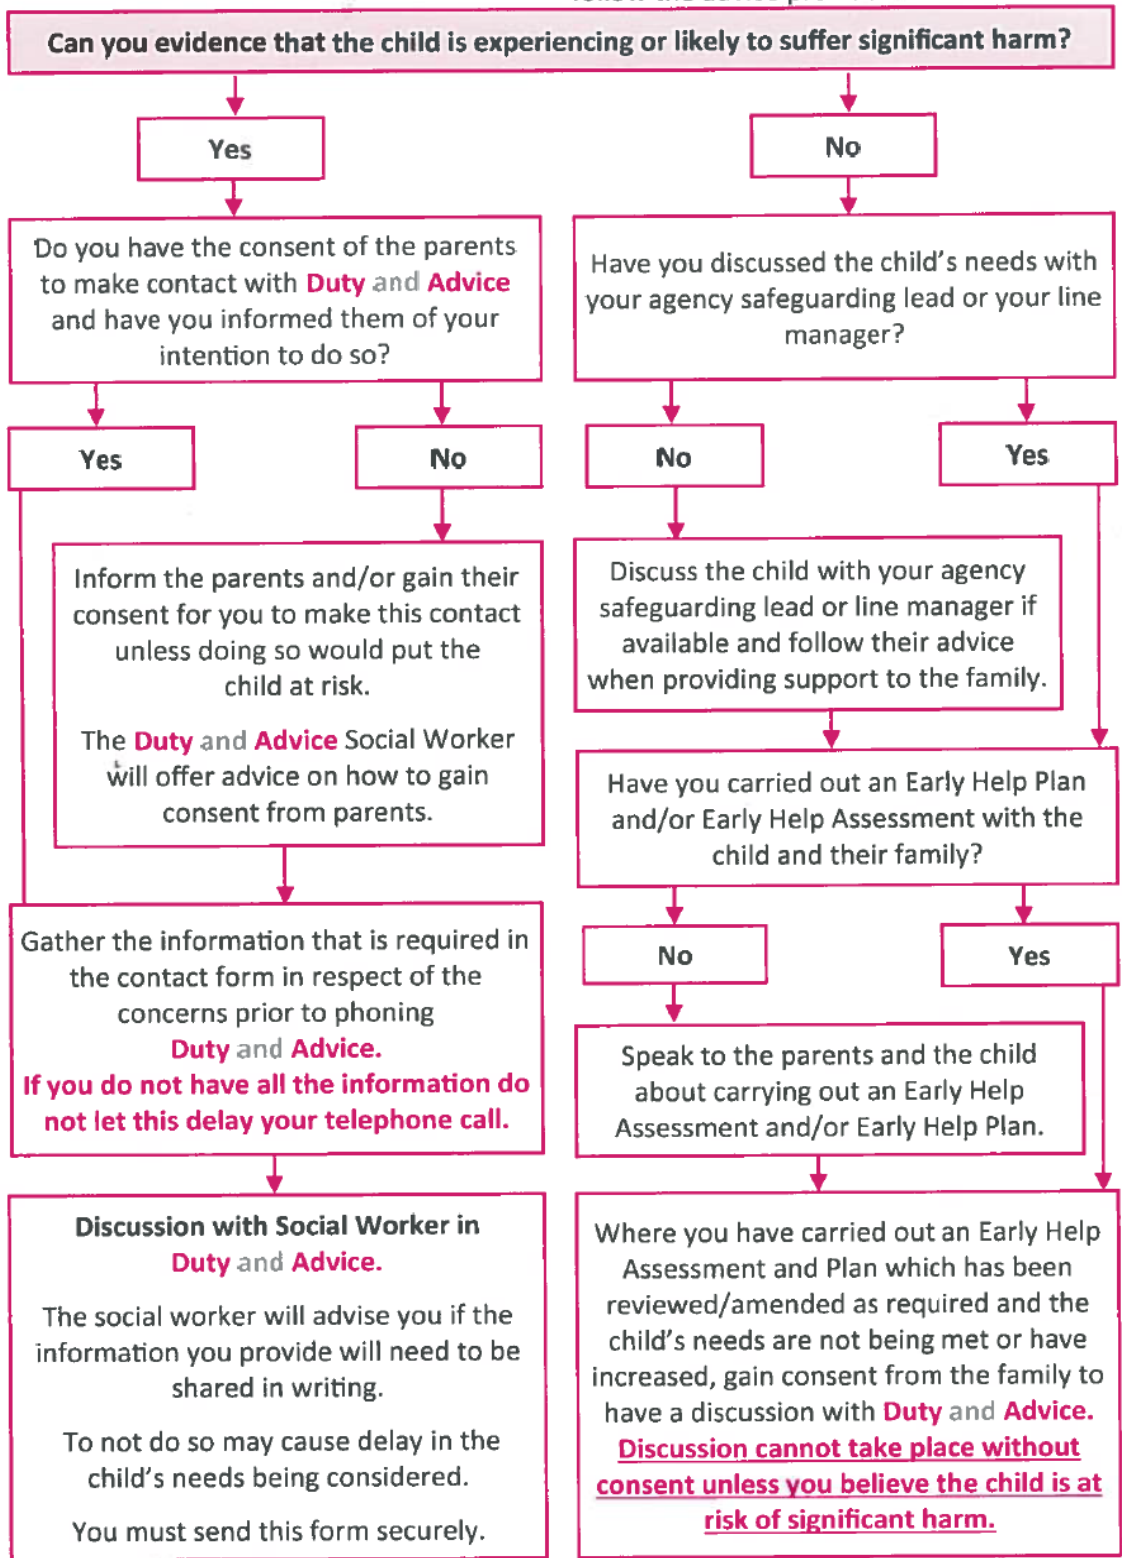 Can you evidence that the child is experiencing or likely to suffer significant harm?
Yes
No
Do you have the consent of the parents
to make contact with Duty and Advice
and have you informed them of your
intention to do so?
Have you discussed the child's needs with
your agency safeguarding lead or your line
manager?
Yes
No
No
Yes
Inform the parents and/or gain their
consent for you to make this contact
unless doing so would put the
child at risk.
The Duty and Advice Social Worker
will offer advice on how to gain
consent from parents.
Discuss the child with your agency
safeguarding lead or line manager if
available and follow their advice
when providing support to the family.
Have you carried out an Early Help Plan
and/or Early Help Assessment with the
child and their family?
Gather the information that is required in
the contact form in respect of the
concerns prior to phoning
Duty and Advice.
If you do not have all the information do
not let this delay your telephone call.
No
Yes
Speak to the parents and the child
about carrying out an Early Help
Assessment and/or Early Help Plan.
Discussion with Social Worker in
Duty and Advice.
The social worker will advise you if the
information you provide will need to be
shared in writing.
To not do so may cause delay in the
child's needs being considered.
You must send this form securely.
Where you have carried out an Early Help
Assessment and Plan which has been
reviewed/amended as required and the
child's needs are not being met or have
increased, gain consent from the family to
have a discussion with Duty and Advice.
Discussion cannot take place without
consent unless you believe the child is at
risk of significant harm.